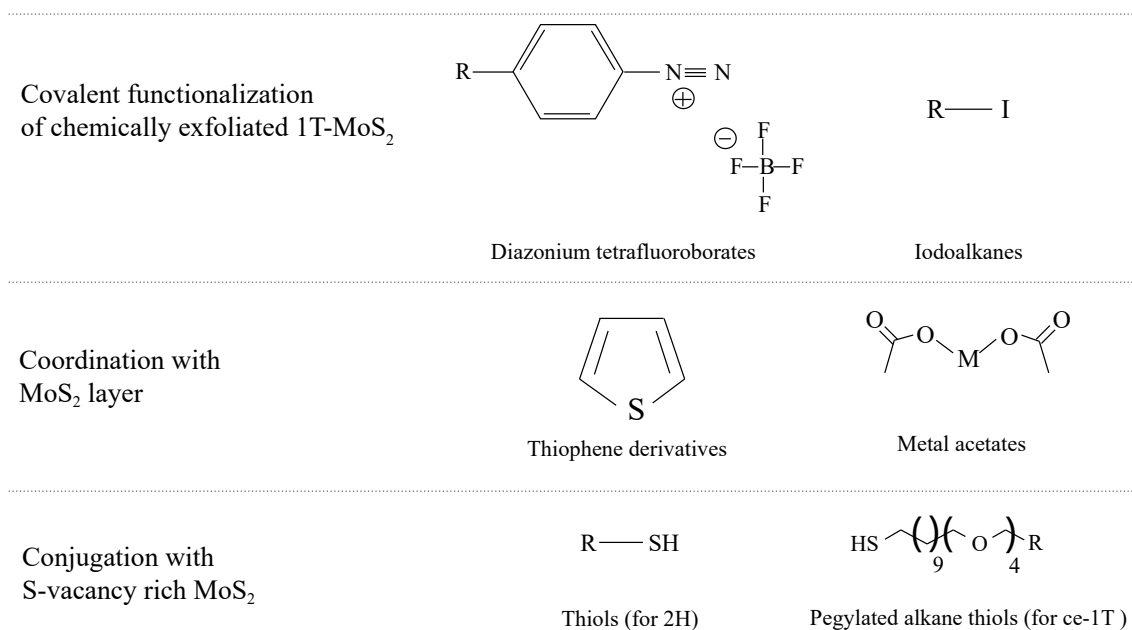 R
N
N
+
Covalent functionalization
of chemically exfoliated 1T-MoS₂
R I
−
F
F B F
F
Diazonium tetrafluoroborates
Iodoalkanes
Coordination with
MoS₂ layer
S
O O M O O
Thiophene derivatives
Metal acetates
Conjugation with
S-vacancy rich MoS₂
R SH
HS ( ) ( O ) R
9 4
Thiols (for 2H)
Pegylated alkane thiols (for ce-1T )